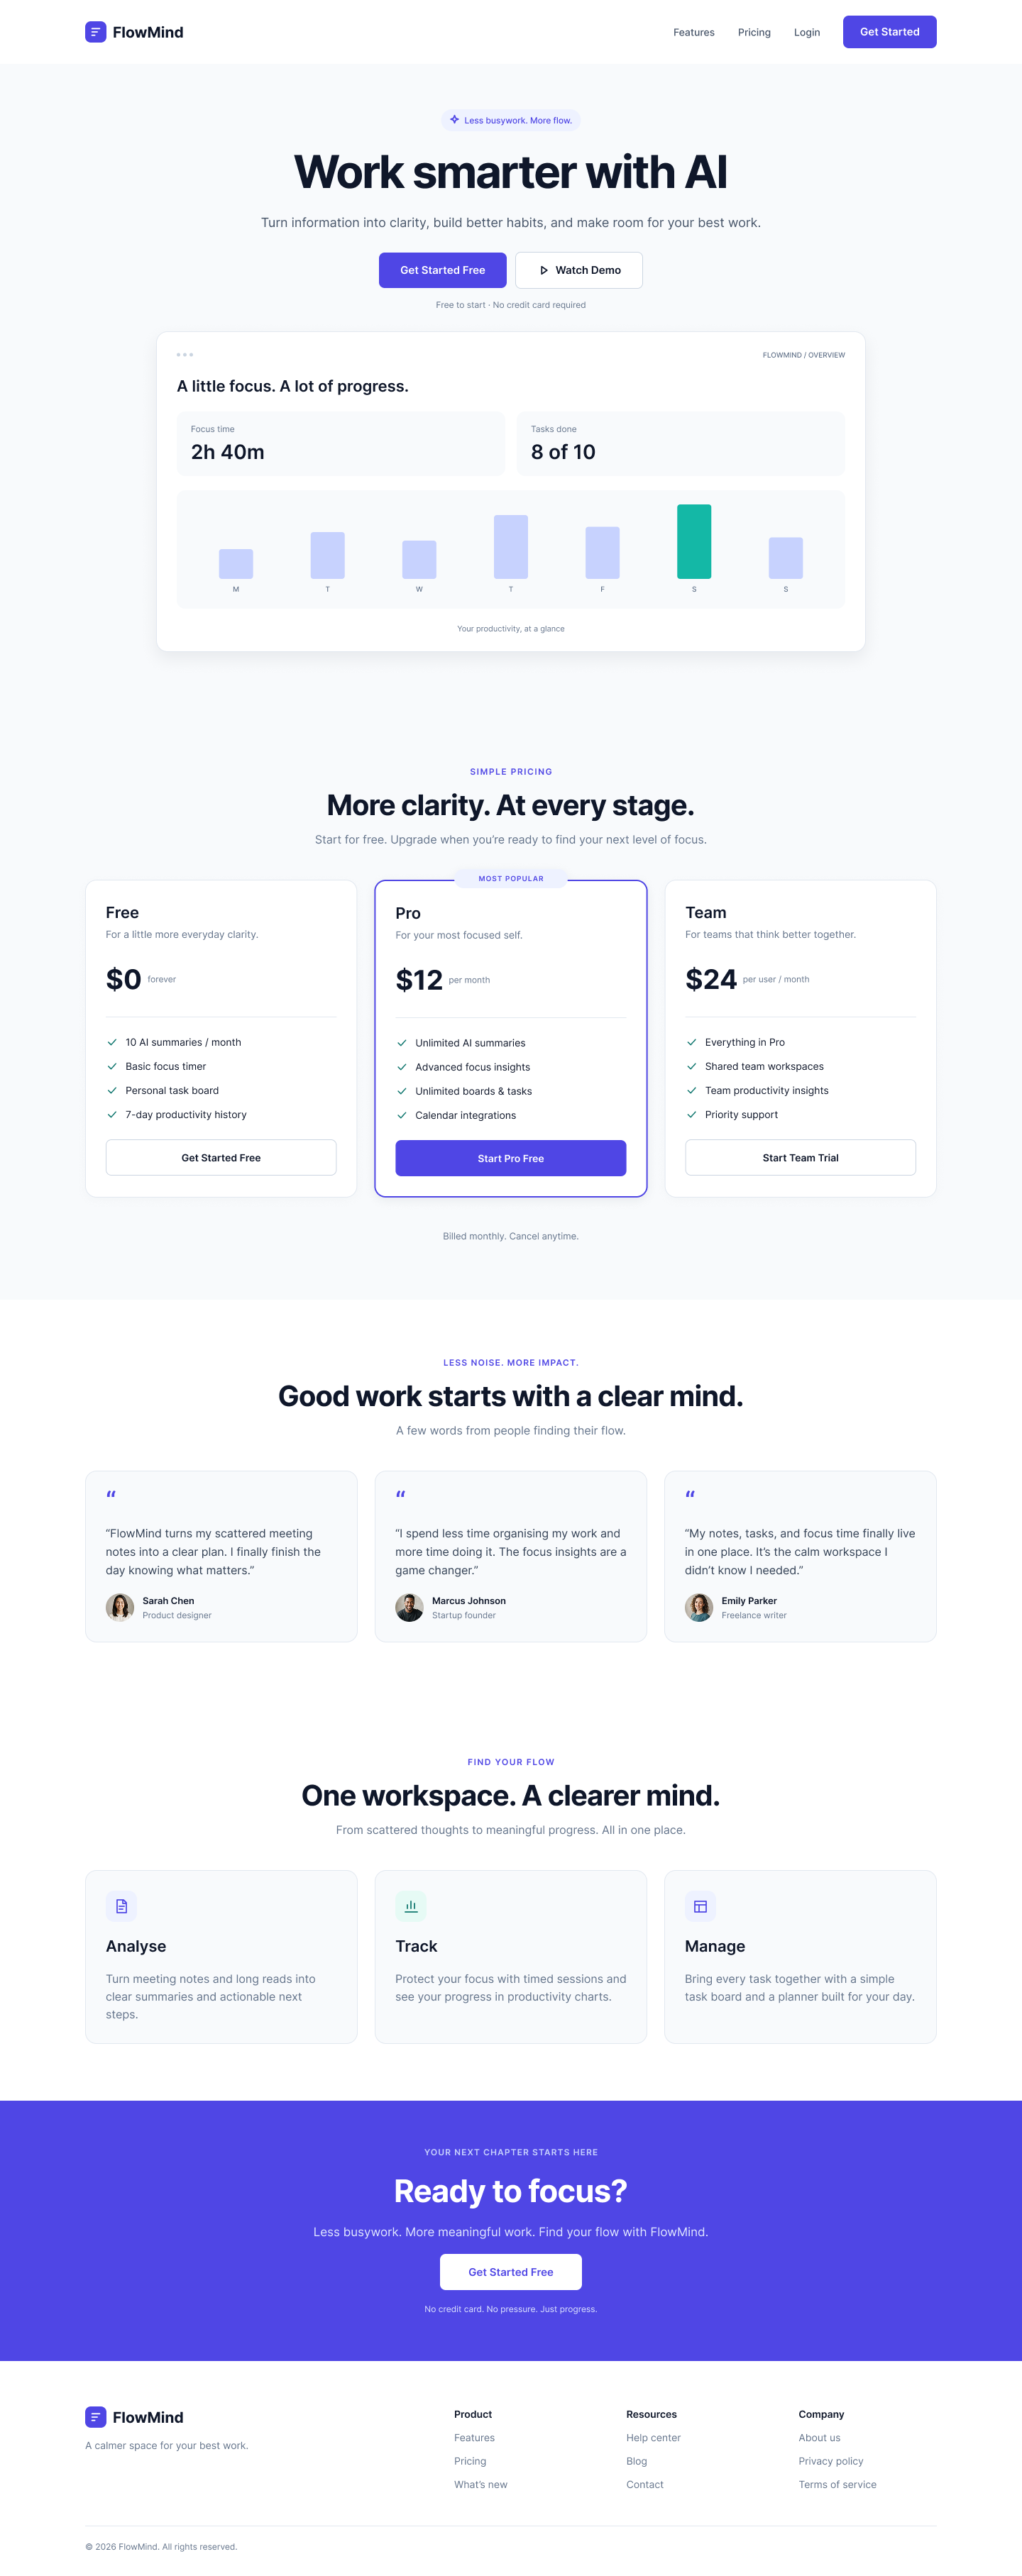 FlowMind
Features
Pricing
Login
Get Started
Less busywork. More flow.
Work smarter with AI
Turn information into clarity, build better habits, and make room for your best work.
Get Started Free
Watch Demo
Free to start · No credit card required
FLOWMIND / OVERVIEW
A little focus. A lot of progress.
Focus time
2h 40m
Tasks done
8 of 10
M
T
W
T
F
S
S
Your productivity, at a glance
SIMPLE PRICING
More clarity. At every stage.
Start for free. Upgrade when you’re ready to find your next level of focus.
Free
For a little more everyday clarity.
$0 forever
10 AI summaries / month
Basic focus timer
Personal task board
7-day productivity history
Get Started Free
MOST POPULAR
Pro
For your most focused self.
$12 per month
Unlimited AI summaries
Advanced focus insights
Unlimited boards & tasks
Calendar integrations
Start Pro Free
Team
For teams that think better together.
$24 per user / month
Everything in Pro
Shared team workspaces
Team productivity insights
Priority support
Start Team Trial
Billed monthly. Cancel anytime.
LESS NOISE. MORE IMPACT.
Good work starts with a clear mind.
A few words from people finding their flow.
“
“FlowMind turns my scattered meeting
notes into a clear plan. I finally finish the
day knowing what matters.”
Sarah Chen
Product designer
“
“I spend less time organising my work and
more time doing it. The focus insights are a
game changer.”
Marcus Johnson
Startup founder
“
“My notes, tasks, and focus time finally live
in one place. It’s the calm workspace I
didn’t know I needed.”
Emily Parker
Freelance writer
FIND YOUR FLOW
One workspace. A clearer mind.
From scattered thoughts to meaningful progress. All in one place.
Analyse
Turn meeting notes and long reads into
clear summaries and actionable next
steps.
Track
Protect your focus with timed sessions and
see your progress in productivity charts.
Manage
Bring every task together with a simple
task board and a planner built for your day.
YOUR NEXT CHAPTER STARTS HERE
Ready to focus?
Less busywork. More meaningful work. Find your flow with FlowMind.
Get Started Free
No credit card. No pressure. Just progress.
FlowMind
A calmer space for your best work.
Product
Features
Pricing
What’s new
Resources
Help center
Blog
Contact
Company
About us
Privacy policy
Terms of service
© 2026 FlowMind. All rights reserved.